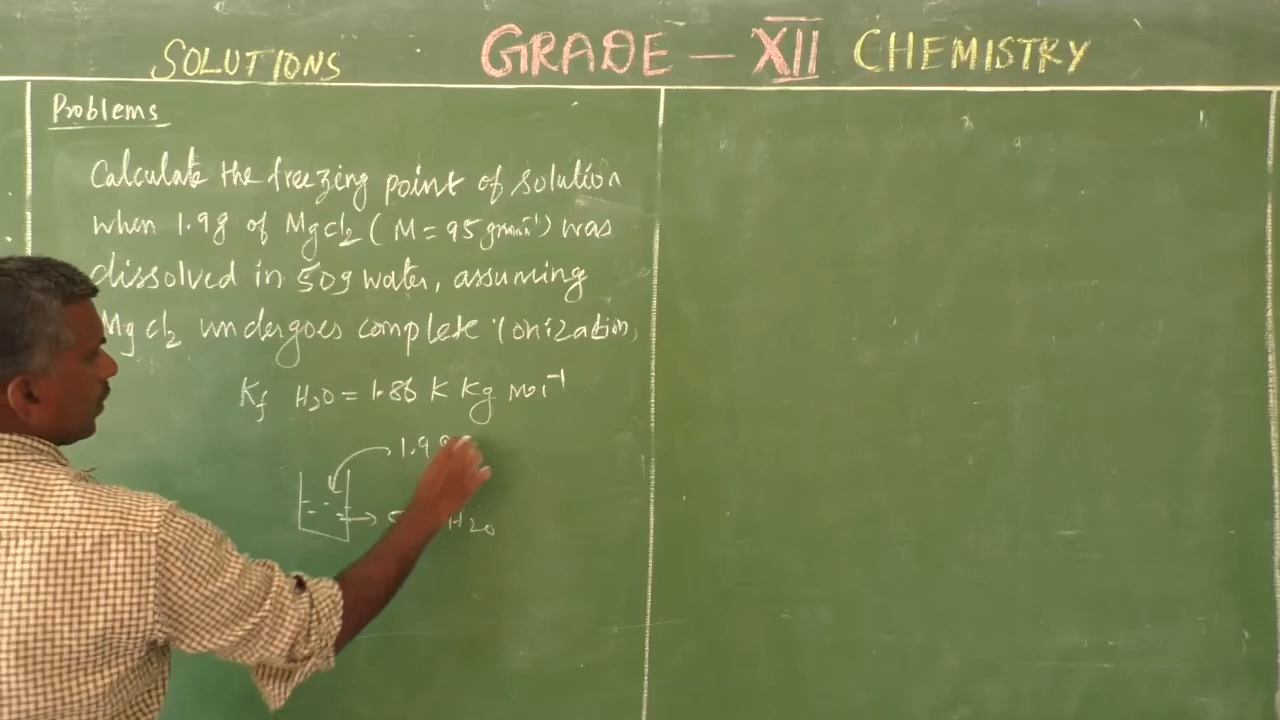 SOLUTIONS GRADE — XII CHEMISTRY
Problems
Calculate the freezing point of solution
when 1.9g of MgCl2 (M = 95 gmol-1) was
dissolved in 50g water, assuming
MgCl2 undergoes complete ionization,
Kf H2O = 1.86 K Kg mol-1
1.9
H2O